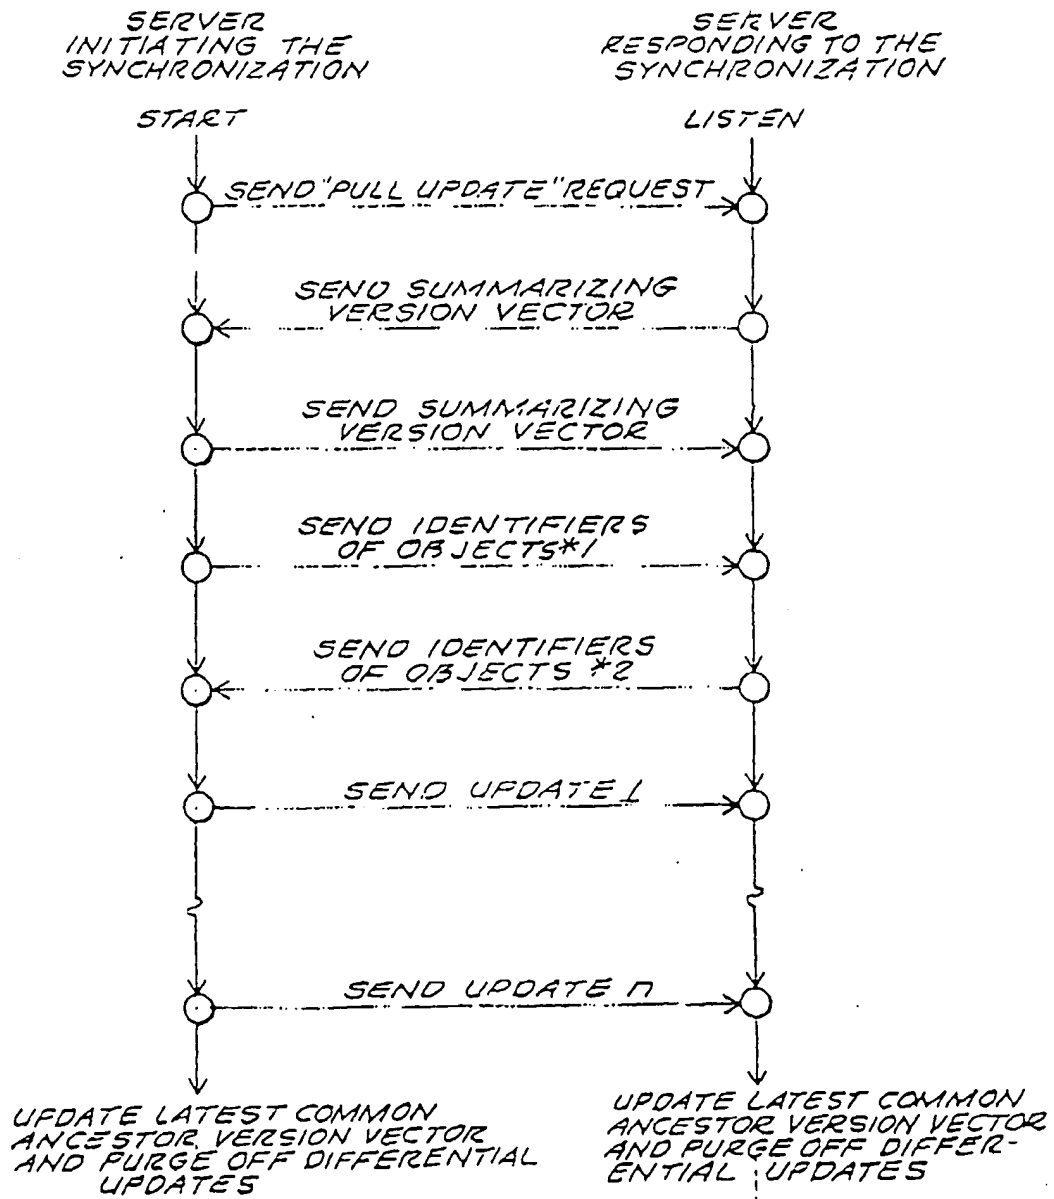 SERVER
INITIATING THE
SYNCHRONIZATION
SERVER
RESPONDING TO THE
SYNCHRONIZATION
START
LISTEN
SEND "PULL UPDATE" REQUEST
SEND SUMMARIZING
VERSION VECTOR
SEND SUMMARIZING
VERSION VECTOR
SEND IDENTIFIERS
OF OBJECTS*1
SEND IDENTIFIERS
OF OBJECTS *2
SEND UPDATE 1
SEND UPDATE n
UPDATE LATEST COMMON
ANCESTOR VERSION VECTOR
AND PURGE OFF DIFFERENTIAL
UPDATES
UPDATE LATEST COMMON
ANCESTOR VERSION VECTOR
AND PURGE OFF DIFFER-
ENTIAL UPDATES